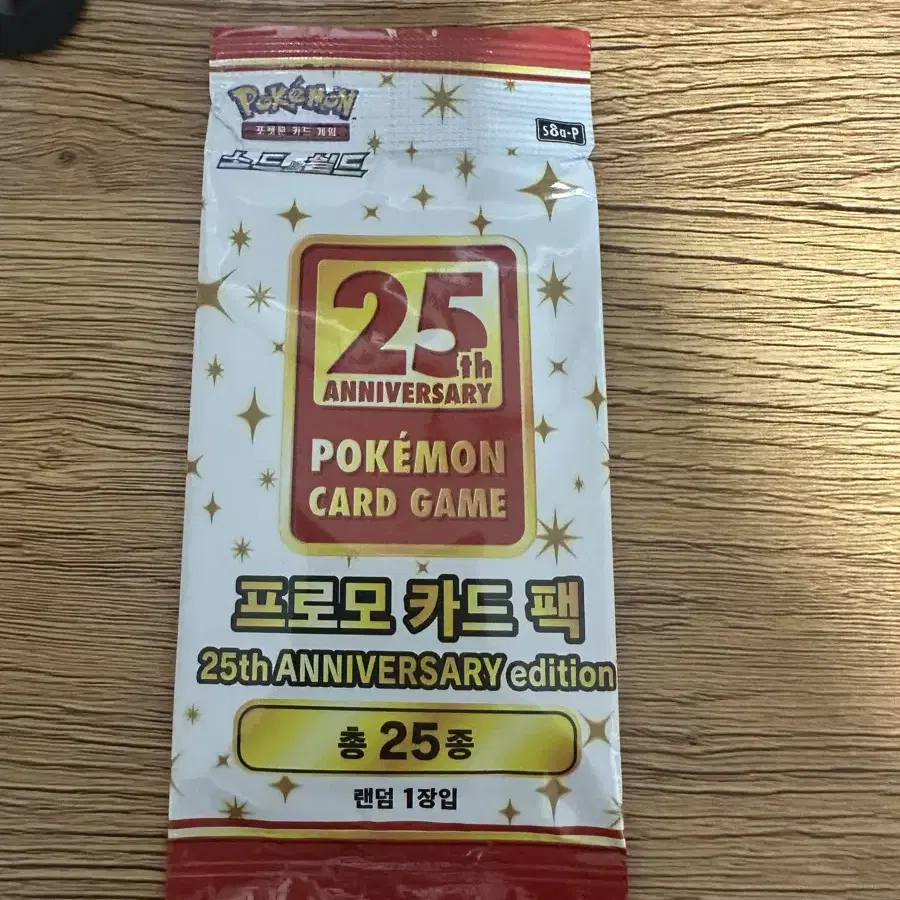 Pokémon
포켓몬 카드 게임
s8a-P
소드&실드
25th
ANNIVERSARY
POKÉMON
CARD GAME
프로모 카드 팩
25th ANNIVERSARY edition
총 25종
랜덤 1장입